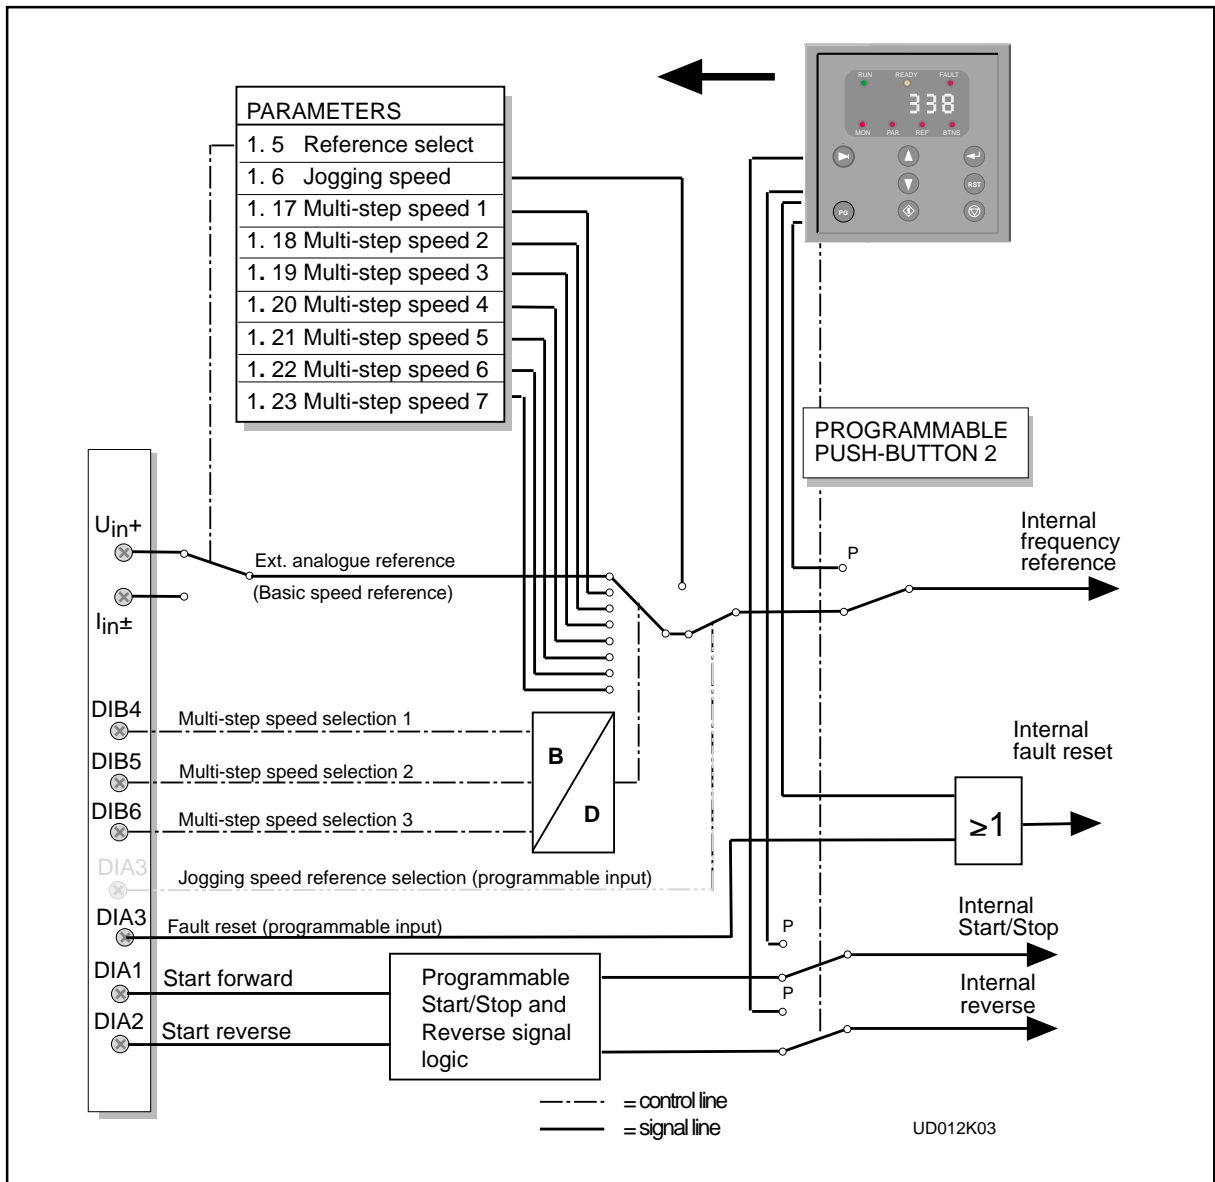 RUN READY FAULT
338
MON PAR REF BTNS
RST
PG
PARAMETERS
1. 5 Reference select
1. 6 Jogging speed
1. 17 Multi-step speed 1
1. 18 Multi-step speed 2
1. 19 Multi-step speed 3
1. 20 Multi-step speed 4
1. 21 Multi-step speed 5
1. 22 Multi-step speed 6
1. 23 Multi-step speed 7
PROGRAMMABLE
PUSH-BUTTON 2
Uin+
Ext. analogue reference
(Basic speed reference)
Iin±
P
Internal
frequency
reference
DIB4
Multi-step speed selection 1
DIB5
Multi-step speed selection 2
DIB6
Multi-step speed selection 3
B
D
Internal
fault reset
≥1
DIA3
Jogging speed reference selection (programmable input)
DIA3
Fault reset (programmable input)
P
Internal
Start/Stop
DIA1
Start forward
DIA2
Start reverse
Programmable
Start/Stop and
Reverse signal
logic
P
Internal
reverse
= control line
= signal line
UD012K03